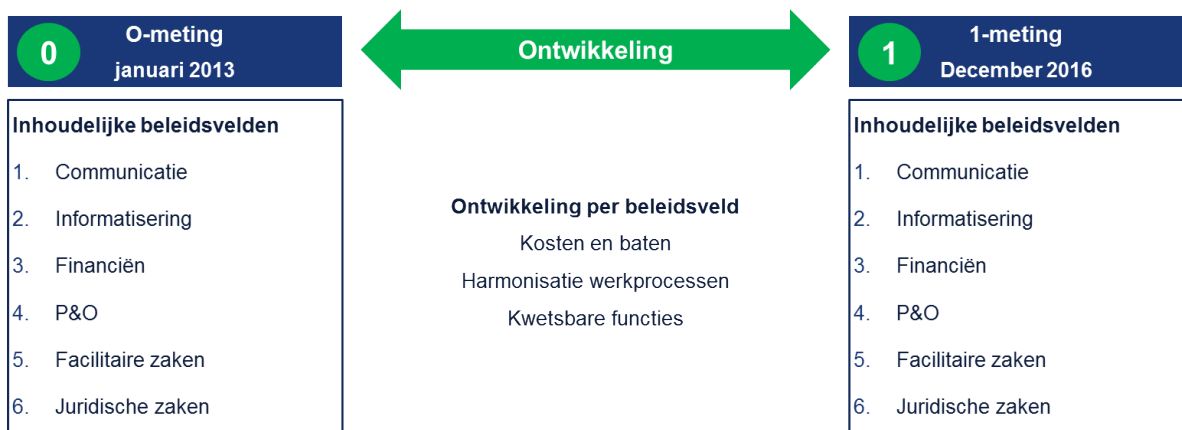 0
O-meting
januari 2013
Inhoudelijke beleidsvelden
1. Communicatie
2. Informatisering
3. Financiën
4. P&O
5. Facilitaire zaken
6. Juridische zaken
Ontwikkeling
Ontwikkeling per beleidsveld
Kosten en baten
Harmonisatie werkprocessen
Kwetsbare functies
1
1-meting
December 2016
Inhoudelijke beleidsvelden
1. Communicatie
2. Informatisering
3. Financiën
4. P&O
5. Facilitaire zaken
6. Juridische zaken